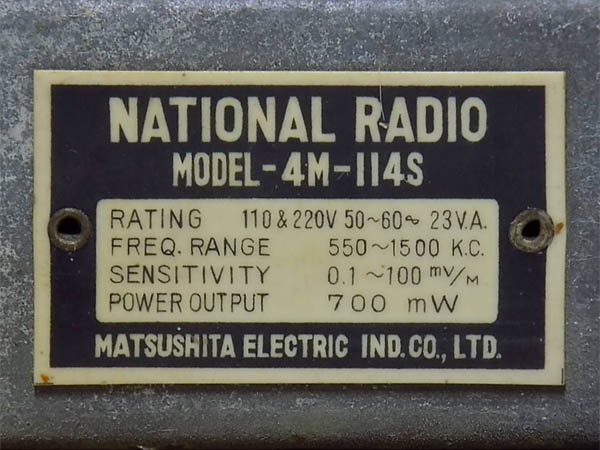 NATIONAL RADIO
MODEL-4M-114S
RATING 110 & 220V 50~60~ 23V.A.
FREQ. RANGE 550~1500 K.C.
SENSITIVITY 0.1~100 mV/M
POWER OUTPUT 700 mW
MATSUSHITA ELECTRIC IND. CO., LTD.